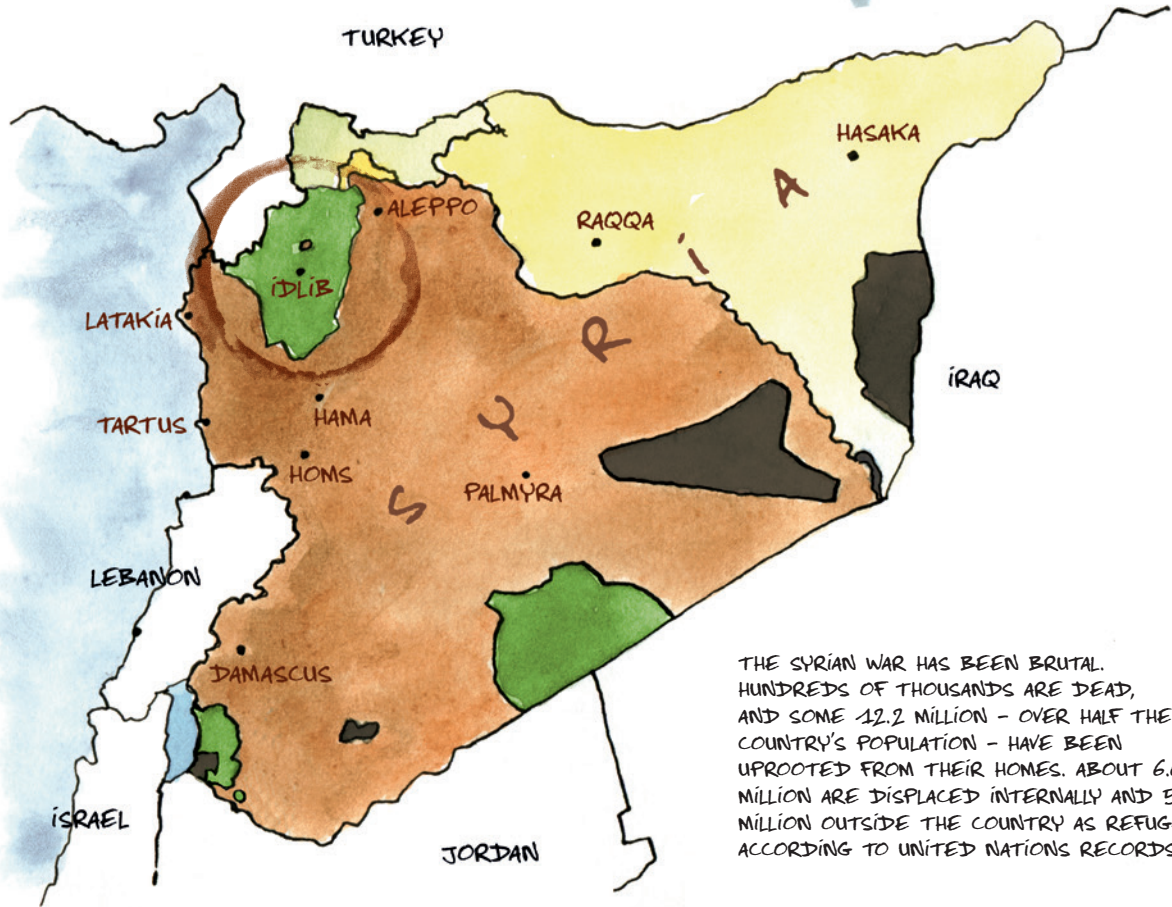 TURKEY
HASAKA
ALEPPO
RAQQA
IDLIB
LATAKIA
IRAQ
TARTUS
HAMA
HOMS
PALMYRA
SYRIA
LEBANON
DAMASCUS
ISRAEL
JORDAN
THE SYRIAN WAR HAS BEEN BRUTAL.
HUNDREDS OF THOUSANDS ARE DEAD,
AND SOME 12.2 MILLION - OVER HALF THE
COUNTRY'S POPULATION - HAVE BEEN
UPROOTED FROM THEIR HOMES. ABOUT
MILLION ARE DISPLACED INTERNALLY AND
MILLION OUTSIDE THE COUNTRY AS
ACCORDING TO UNITED NATIONS RECORDS